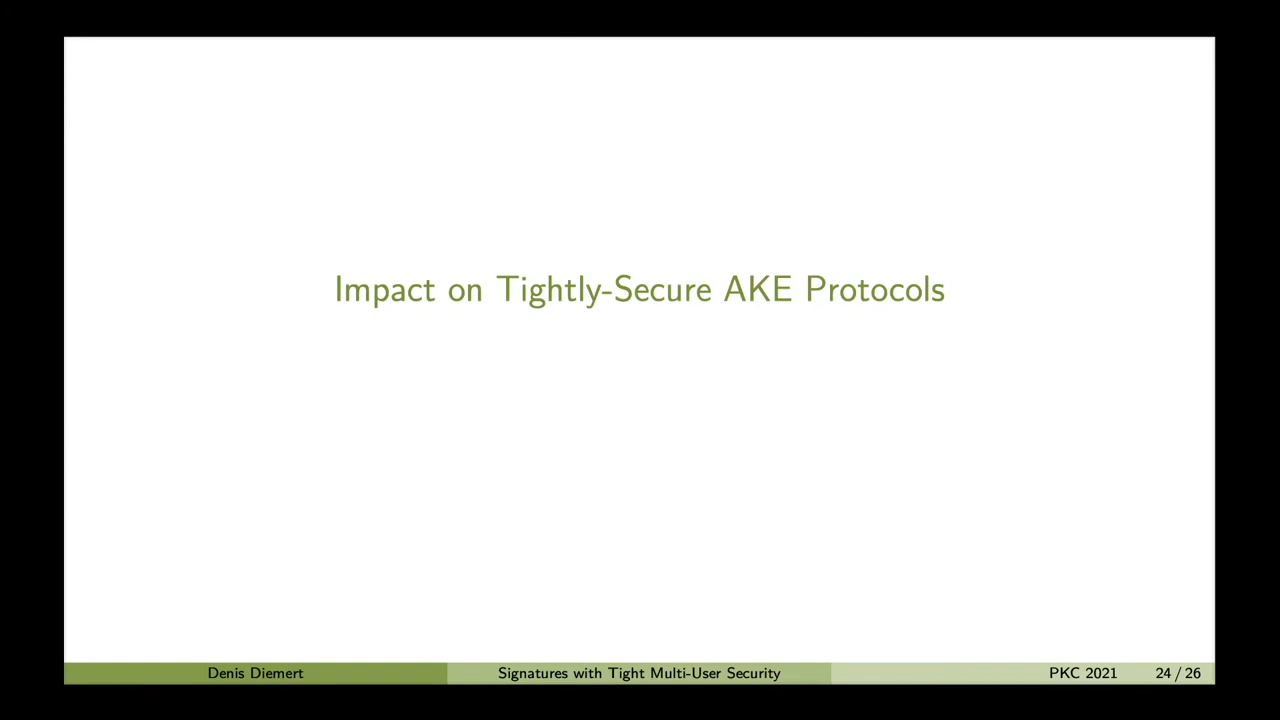 Impact on Tightly-Secure AKE Protocols
Denis Diemert Signatures with Tight Multi-User Security PKC 2021 24 / 26